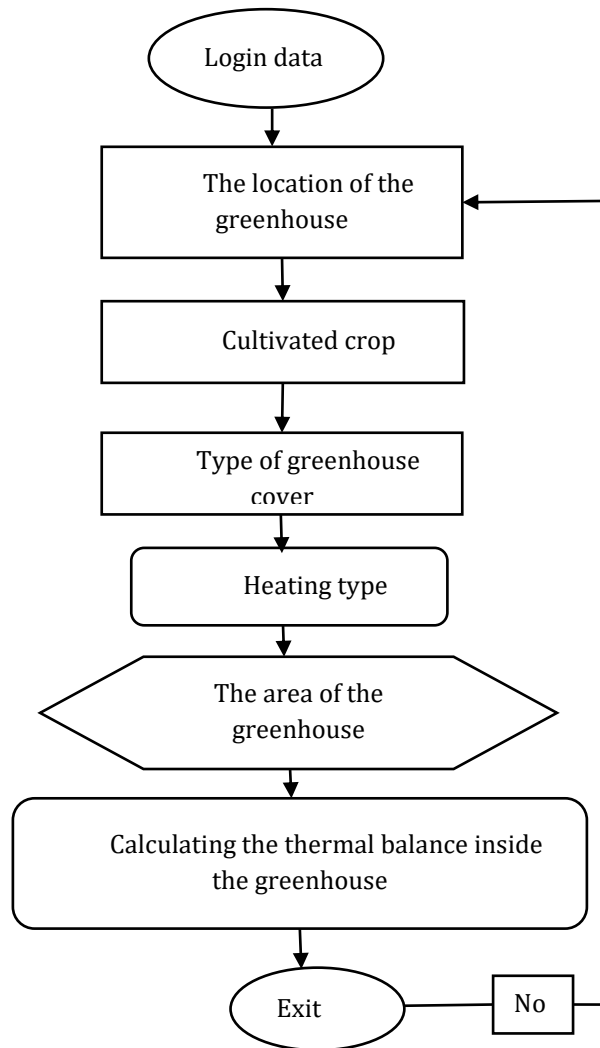 Login data
The location of the
greenhouse
Cultivated crop
Type of greenhouse
cover
Heating type
The area of the
greenhouse
Calculating the thermal balance inside
the greenhouse
Exit
No